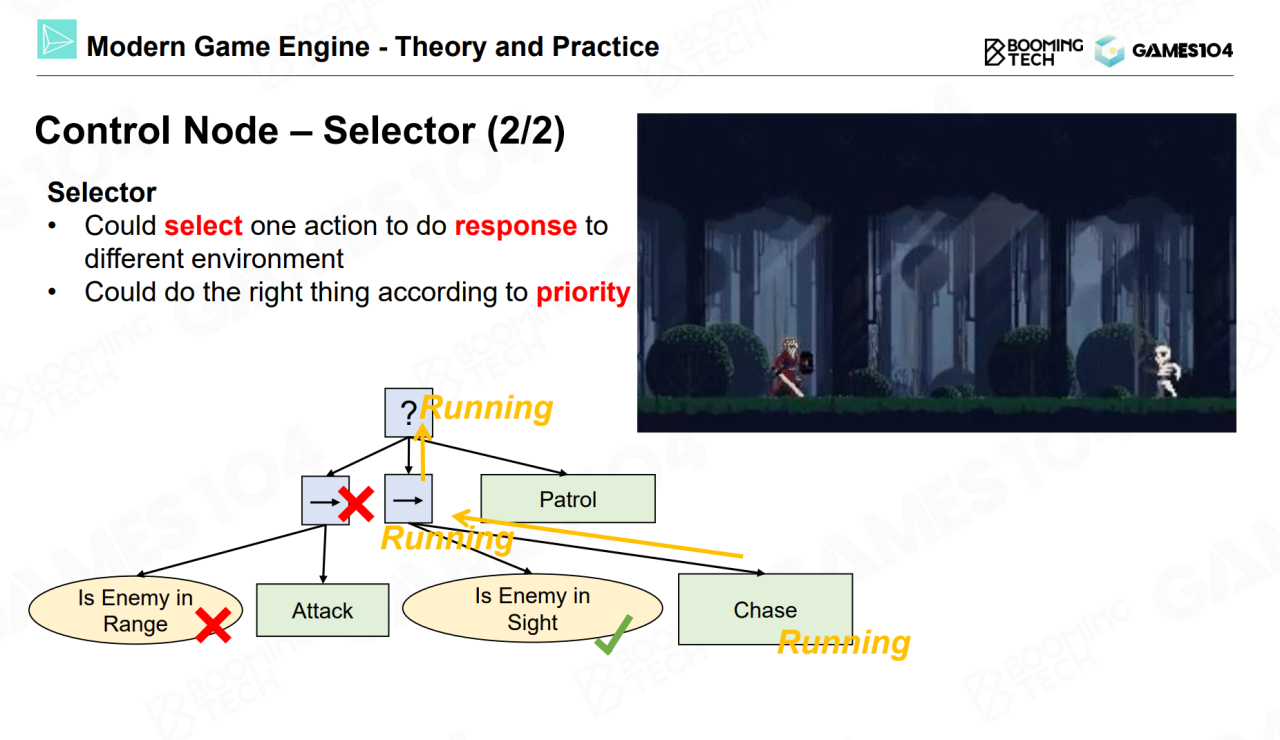 Modern Game Engine - Theory and Practice
BOOMING
TECH
GAMES104
Control Node – Selector (2/2)
Selector
• Could select one action to do response to
different environment
• Could do the right thing according to priority
?
Running
Patrol
Running
Is Enemy in
Range
Attack
Is Enemy in
Sight
Chase
Running